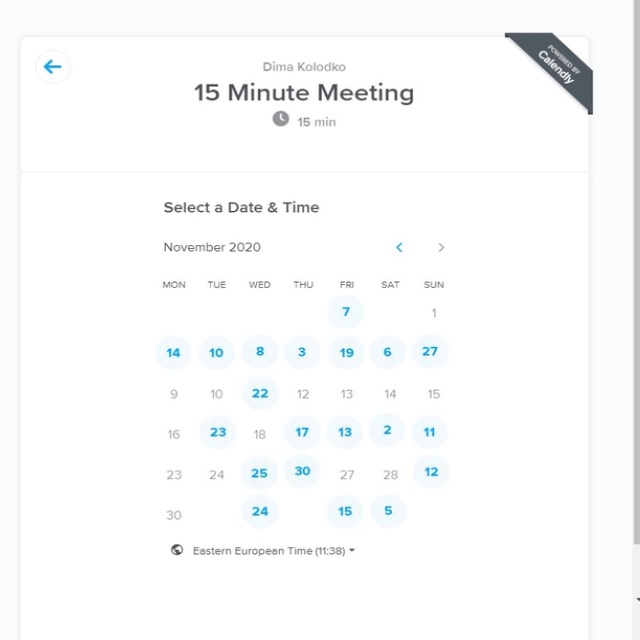 Dima Kolodko
POWERED BY
Calendly
15 Minute Meeting
15 min
Select a Date & Time
November 2020 < >
MON TUE WED THU FRI SAT SUN
7 1
14 10 8 3 19 6 27
9 10 22 12 13 14 15
16 23 18 17 13 2 11
23 24 25 30 27 28 12
30 24 15 5
Eastern European Time (11:38)